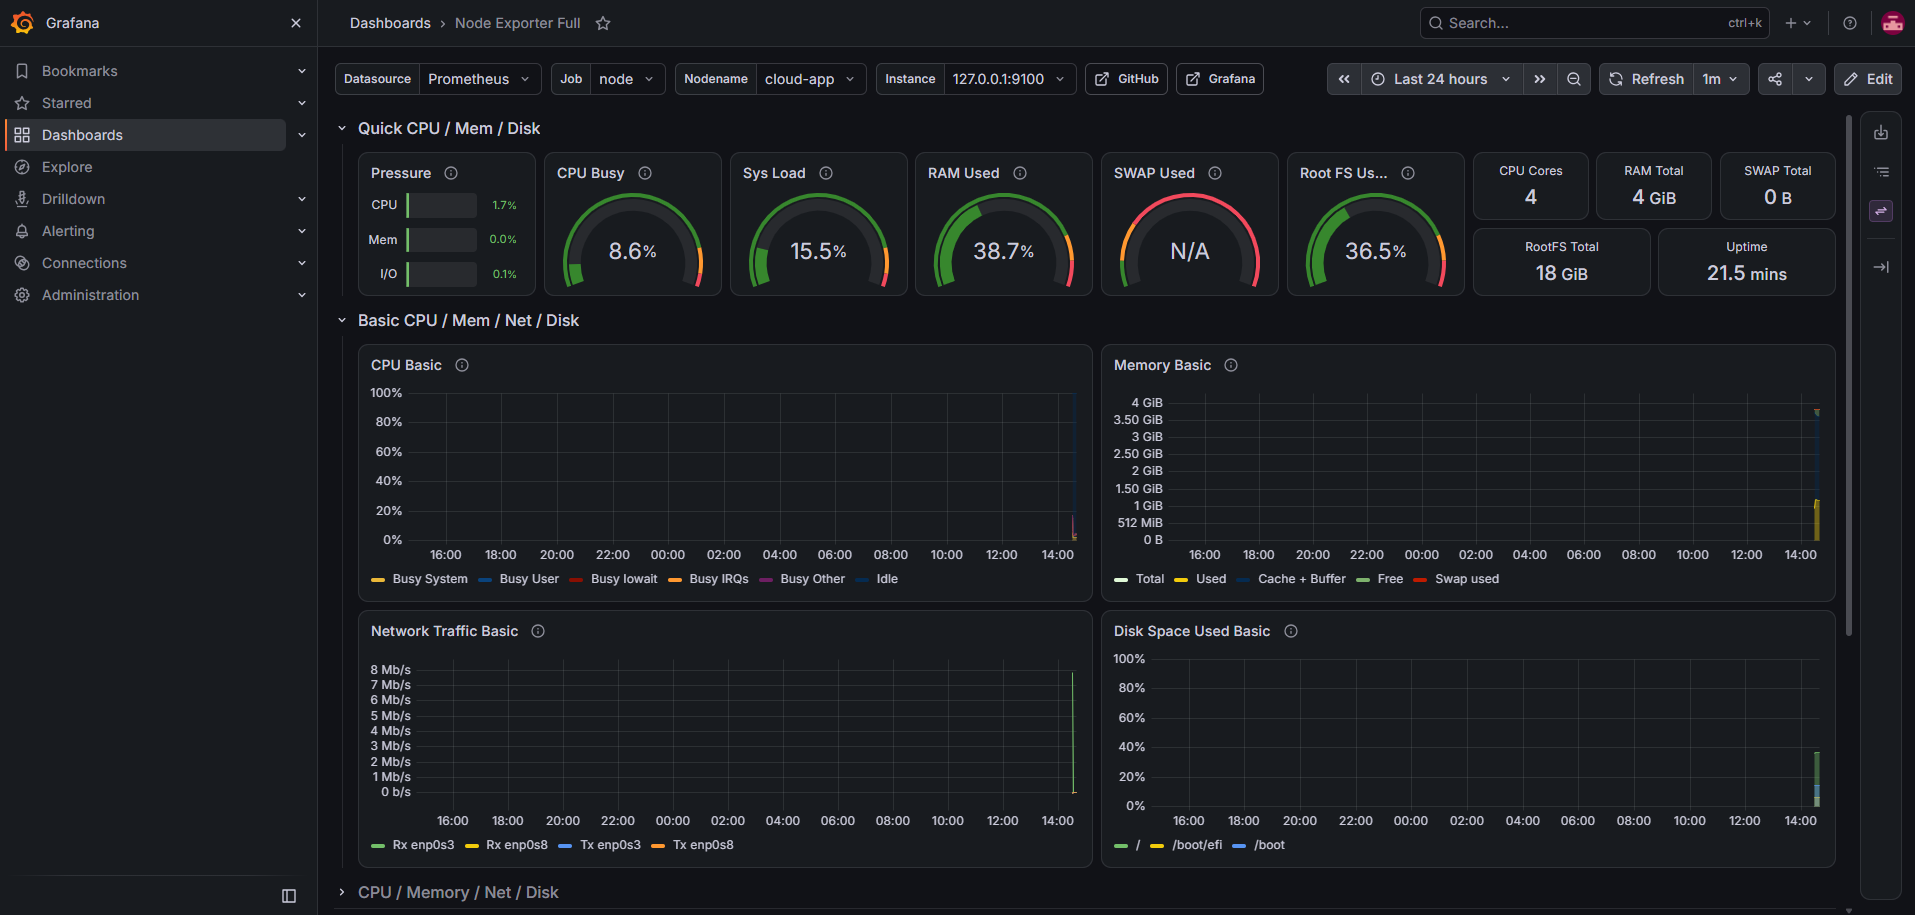 Grafana
Dashboards › Node Exporter Full
Search... ctrl+k
Bookmarks
Starred
Dashboards
Explore
Drilldown
Alerting
Connections
Administration
Datasource Prometheus Job node Nodename cloud-app Instance 127.0.0.1:9100 GitHub Grafana Last 24 hours Refresh 1m Edit
Quick CPU / Mem / Disk
Pressure
CPU 1.7%
Mem 0.0%
I/O 0.1%
CPU Busy
8.6%
Sys Load
15.5%
RAM Used
38.7%
SWAP Used
N/A
Root FS Us...
36.5%
CPU Cores
4
RAM Total
4 GiB
SWAP Total
0 B
RootFS Total
18 GiB
Uptime
21.5 mins
Basic CPU / Mem / Net / Disk
CPU Basic
100%
80%
60%
40%
20%
0%
16:00 18:00 20:00 22:00 00:00 02:00 04:00 06:00 08:00 10:00 12:00 14:00
Busy System Busy User Busy Iowait Busy IRQs Busy Other Idle
Memory Basic
4 GiB
3.50 GiB
3 GiB
2.50 GiB
2 GiB
1.50 GiB
1 GiB
512 MiB
0 B
16:00 18:00 20:00 22:00 00:00 02:00 04:00 06:00 08:00 10:00 12:00 14:00
Total Used Cache + Buffer Free Swap used
Network Traffic Basic
8 Mb/s
7 Mb/s
6 Mb/s
5 Mb/s
4 Mb/s
3 Mb/s
2 Mb/s
1 Mb/s
0 b/s
16:00 18:00 20:00 22:00 00:00 02:00 04:00 06:00 08:00 10:00 12:00 14:00
Rx enp0s3 Rx enp0s8 Tx enp0s3 Tx enp0s8
Disk Space Used Basic
100%
80%
60%
40%
20%
0%
16:00 18:00 20:00 22:00 00:00 02:00 04:00 06:00 08:00 10:00 12:00 14:00
/ /boot/efi /boot
CPU / Memory / Net / Disk